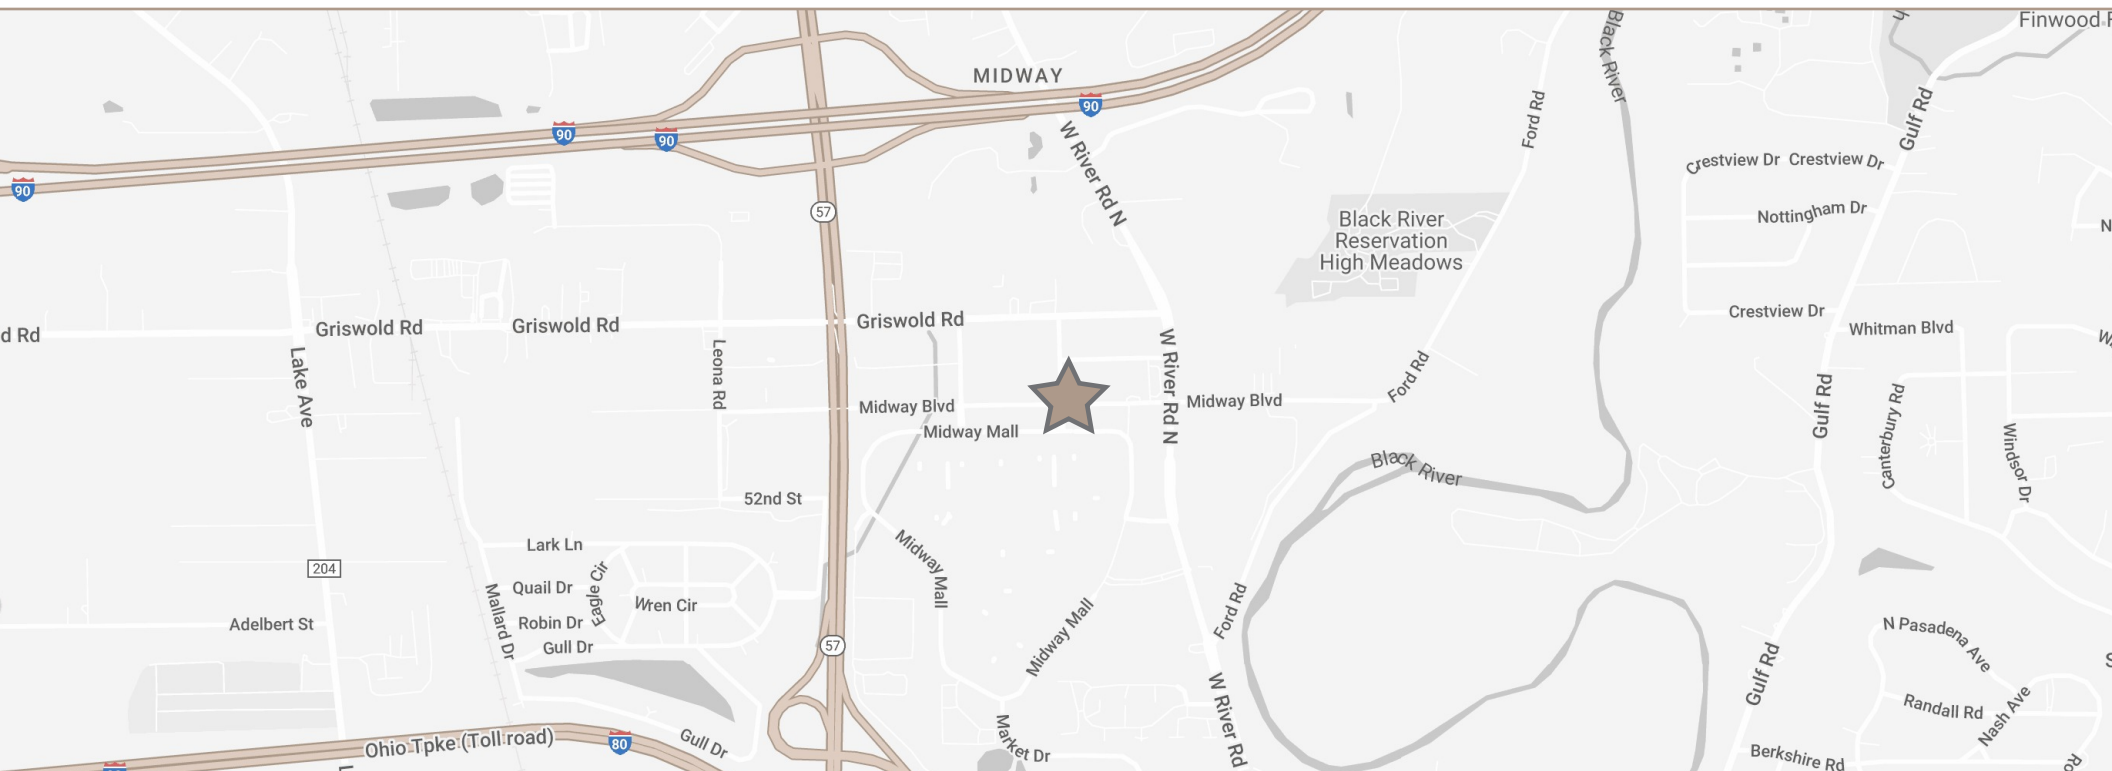 Finwood
Black River
MIDWAY
90
90
90
90
W River Rd N
Ford Rd
Gulf Rd
Crestview Dr
Crestview Dr
Nottingham Dr
57
Black River
Reservation
High Meadows
Crestview Dr
Whitman Blvd
d Rd
Griswold Rd
Griswold Rd
Griswold Rd
Lake Ave
Leona Rd
W River Rd N
Ford Rd
Gulf Rd
Canterbury Rd
Windsor Dr
Midway Blvd
Midway Blvd
Midway Mall
Black River
52nd St
Lark Ln
Midway Mall
204
Quail Dr
Eagle Cir
Wren Cir
Mallard Dr
Robin Dr
Gull Dr
Adelbert St
Midway Mall
Ford Rd
57
N Pasadena Ave
Gulf Rd
Randall Rd
Nash Ave
W River Rd
Market Dr
Gull Dr
Ohio Tpke (Toll road)
80
Berkshire Rd